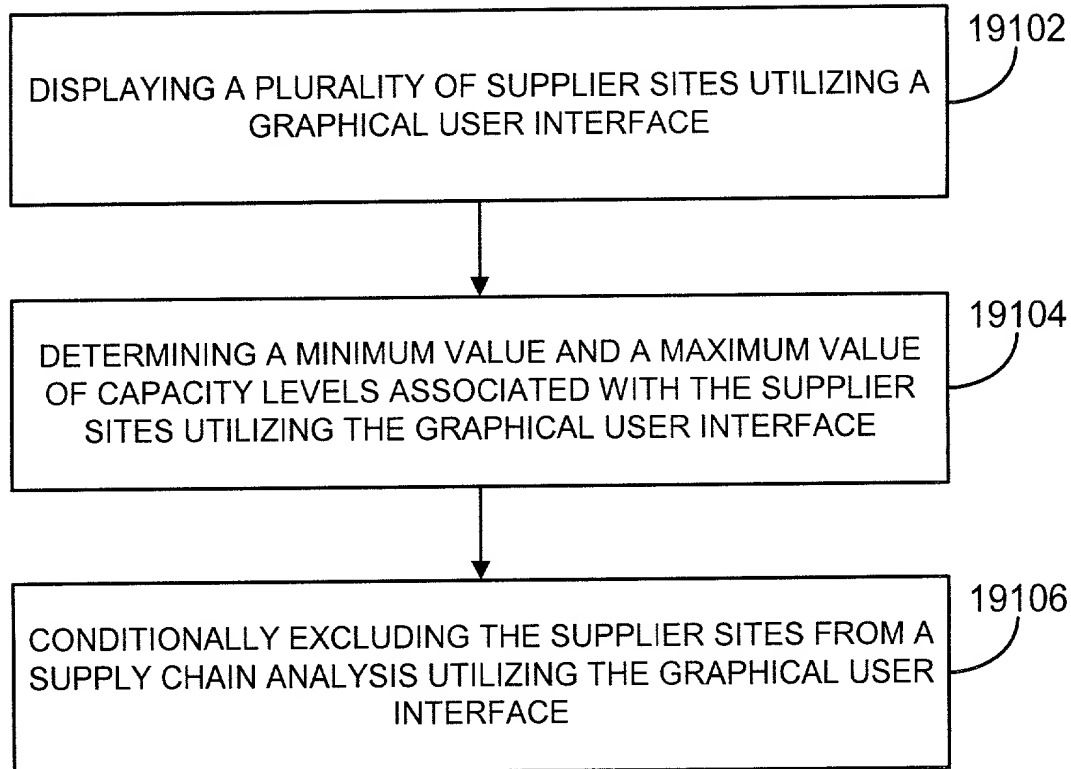 19102
DISPLAYING A PLURALITY OF SUPPLIER SITES UTILIZING A
GRAPHICAL USER INTERFACE
19104
DETERMINING A MINIMUM VALUE AND A MAXIMUM VALUE
OF CAPACITY LEVELS ASSOCIATED WITH THE SUPPLIER
SITES UTILIZING THE GRAPHICAL USER INTERFACE
19106
CONDITIONALLY EXCLUDING THE SUPPLIER SITES FROM A
SUPPLY CHAIN ANALYSIS UTILIZING THE GRAPHICAL USER
INTERFACE